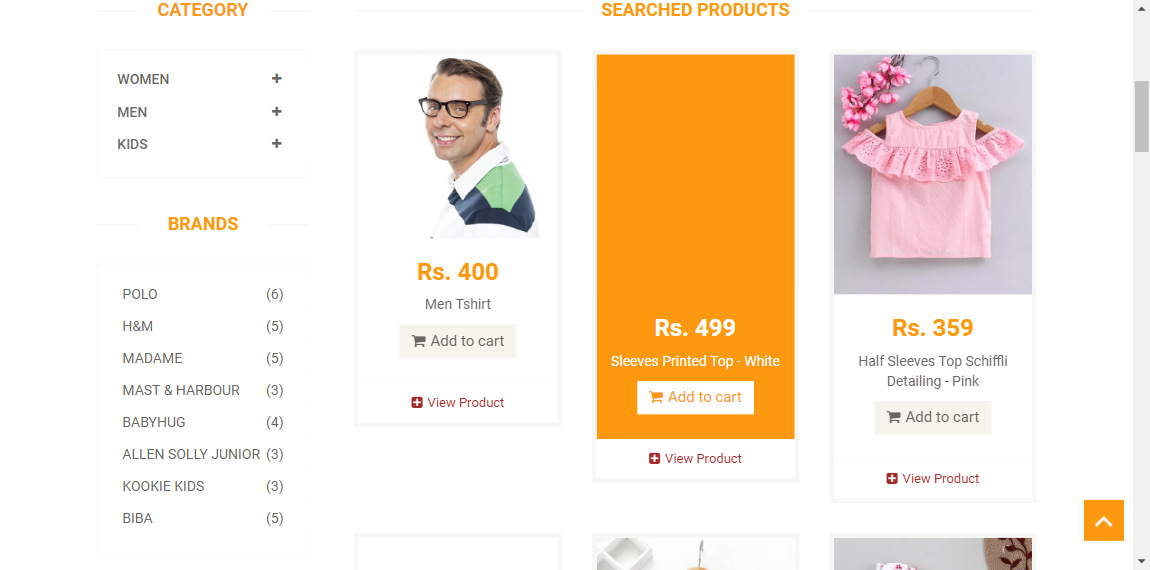 CATEGORY
WOMEN
MEN
KIDS
BRANDS
POLO (6)
H&M (5)
MADAME (5)
MAST & HARBOUR (3)
BABYHUG (4)
ALLEN SOLLY JUNIOR (3)
KOOKIE KIDS (3)
BIBA (5)
SEARCHED PRODUCTS
Rs. 400
Men Tshirt
Add to cart
View Product
Rs. 499
Sleeves Printed Top - White
Add to cart
View Product
Rs. 359
Half Sleeves Top Schiffli
Detailing - Pink
Add to cart
View Product